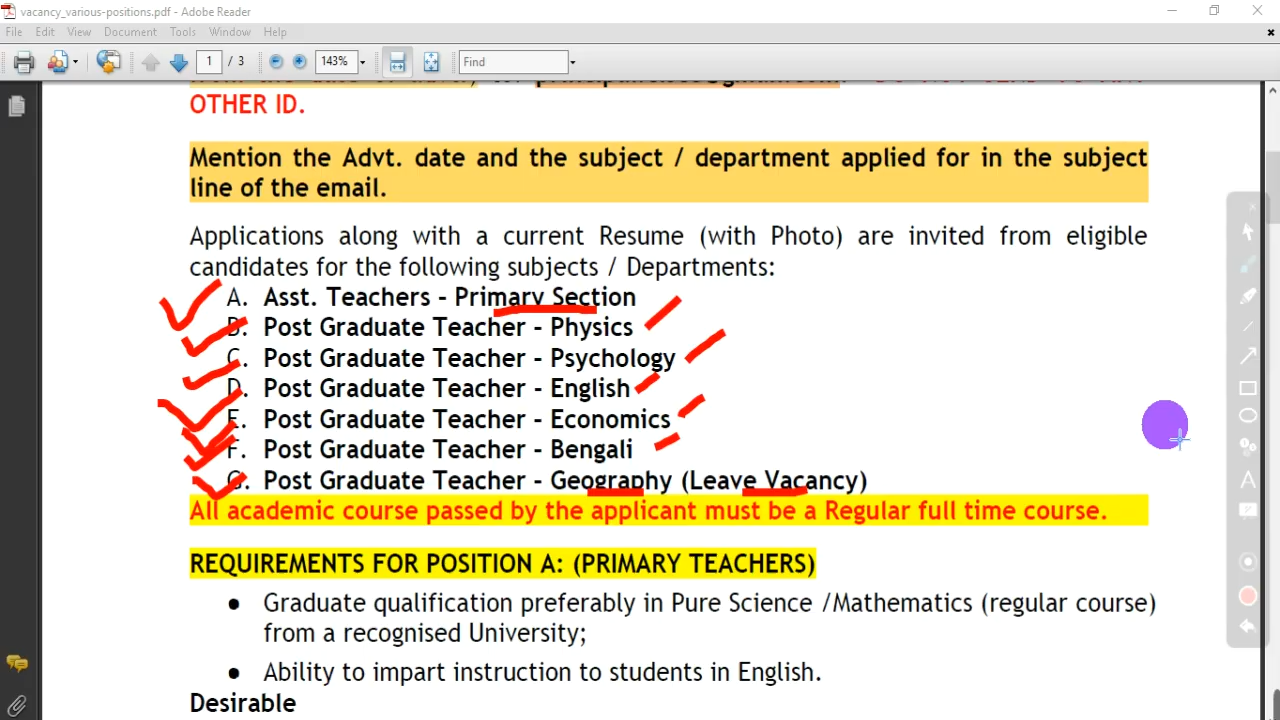 vacancy_various-positions.pdf - Adobe Reader
File Edit View Document Tools Window Help
1 / 3 143% Find
OTHER ID.
Mention the Advt. date and the subject / department applied for in the subject
line of the email.
Applications along with a current Resume (with Photo) are invited from eligible
candidates for the following subjects / Departments:
A. Asst. Teachers - Primary Section
B. Post Graduate Teacher - Physics
C. Post Graduate Teacher - Psychology
D. Post Graduate Teacher - English
E. Post Graduate Teacher - Economics
F. Post Graduate Teacher - Bengali
G. Post Graduate Teacher - Geography (Leave Vacancy)
All academic course passed by the applicant must be a Regular full time course.
REQUIREMENTS FOR POSITION A: (PRIMARY TEACHERS)
● Graduate qualification preferably in Pure Science /Mathematics (regular course)
from a recognised University;
● Ability to impart instruction to students in English.
Desirable